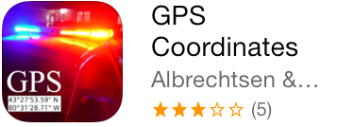 GPS
Coordinates
Albrechtsen &...
(5)
GPS
43°27'53.59" N
80°31'28.71" W